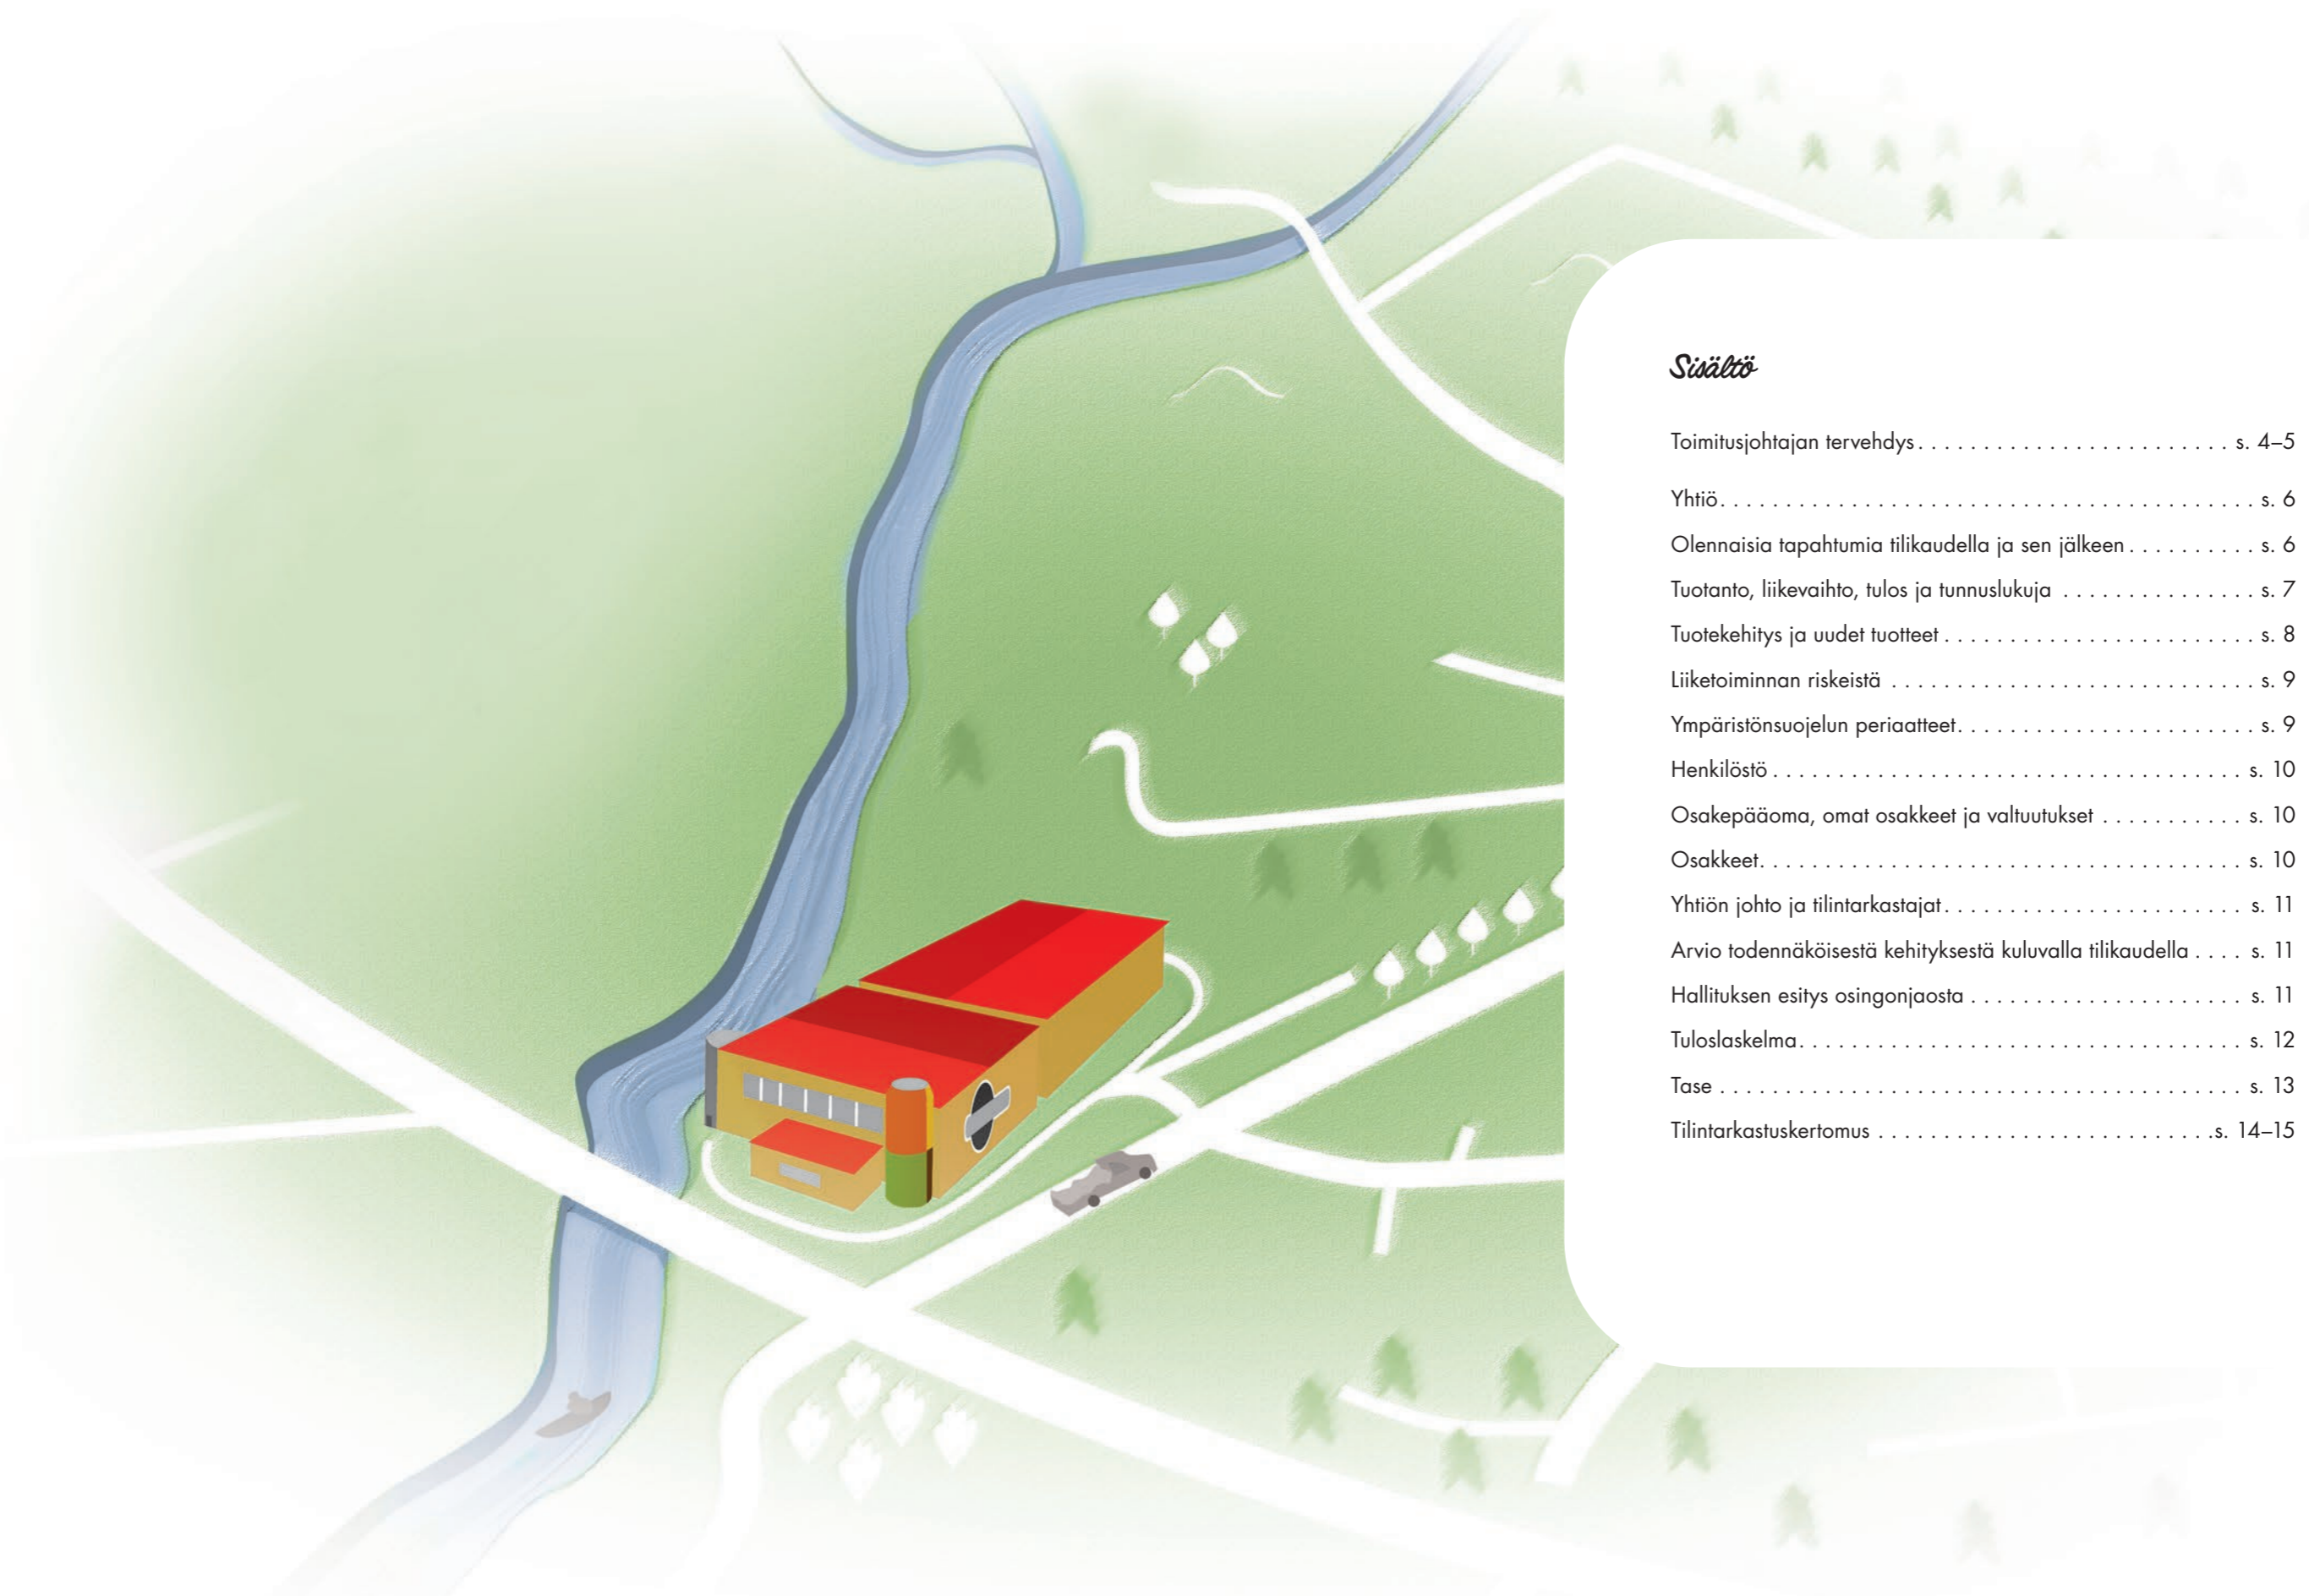 Sisältö
Toimitusjohtajan tervehdys. . . . . . . . . . . . . . . . . . . . . . . . s. 4–5
Yhtiö. . . . . . . . . . . . . . . . . . . . . . . . . . . . . . . . . . . . . . . . . s. 6
Olennaisia tapahtumia tilikaudella ja sen jälkeen . . . . . . . . . . s. 6
Tuotanto, liikevaihto, tulos ja tunnuslukuja . . . . . . . . . . . . . . . s. 7
Tuotekehitys ja uudet tuotteet . . . . . . . . . . . . . . . . . . . . . . . . s. 8
Liiketoiminnan riskeistä . . . . . . . . . . . . . . . . . . . . . . . . . . . . s. 9
Ympäristönsuojelun periaatteet. . . . . . . . . . . . . . . . . . . . . . . s. 9
Henkilöstö . . . . . . . . . . . . . . . . . . . . . . . . . . . . . . . . . . . . s. 10
Osakepääoma, omat osakkeet ja valtuutukset . . . . . . . . . . . s. 10
Osakkeet. . . . . . . . . . . . . . . . . . . . . . . . . . . . . . . . . . . . . s. 10
Yhtiön johto ja tilintarkastajat. . . . . . . . . . . . . . . . . . . . . . . s. 11
Arvio todennäköisestä kehityksestä kuluvalla tilikaudella . . . . s. 11
Hallituksen esitys osingonjaosta . . . . . . . . . . . . . . . . . . . . . s. 11
Tuloslaskelma. . . . . . . . . . . . . . . . . . . . . . . . . . . . . . . . . . s. 12
Tase . . . . . . . . . . . . . . . . . . . . . . . . . . . . . . . . . . . . . . . . s. 13
Tilintarkastuskertomus . . . . . . . . . . . . . . . . . . . . . . . . . .s. 14–15